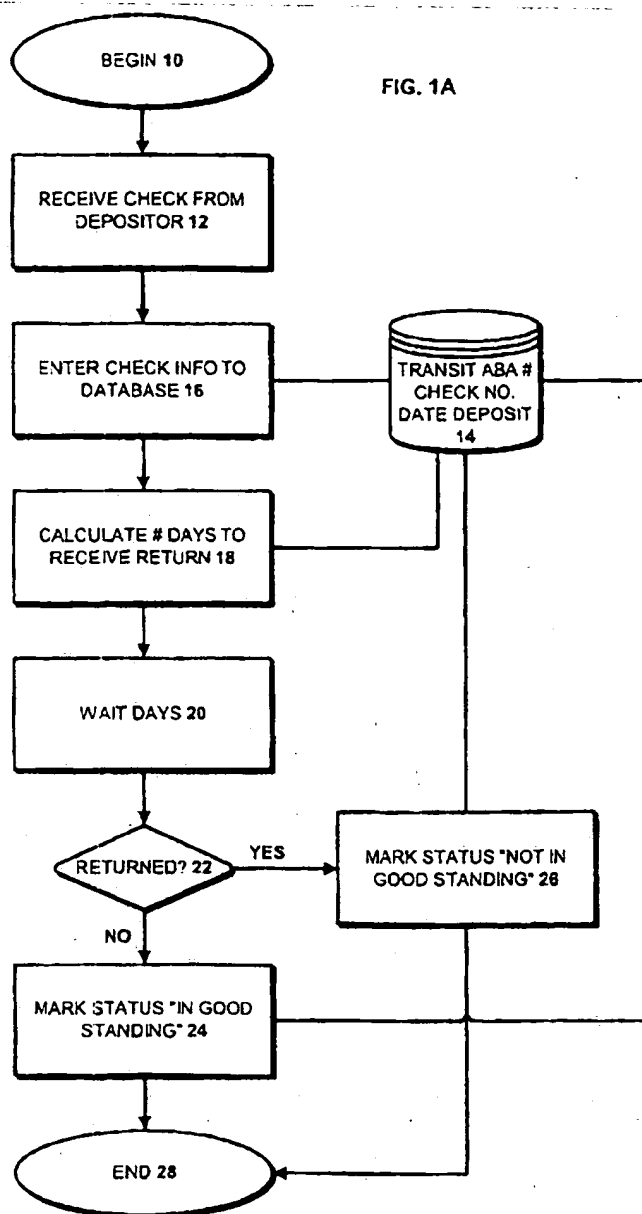 BEGIN 10
FIG. 1A
RECEIVE CHECK FROM
DEPOSITOR 12
ENTER CHECK INFO TO
DATABASE 16
TRANSIT ABA #
CHECK NO.
DATE DEPOSIT
14
CALCULATE # DAYS TO
RECEIVE RETURN 18
WAIT DAYS 20
RETURNED? 22
YES
MARK STATUS "NOT IN
GOOD STANDING" 26
NO
MARK STATUS "IN GOOD
STANDING" 24
END 28